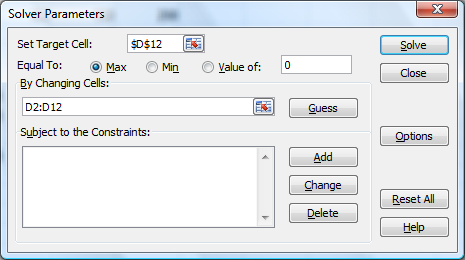 Solver Parameters
Set Target Cell: $D$12 Solve
Equal To: Max Min Value of: 0 Close
By Changing Cells:
D2:D12 Guess
Subject to the Constraints: Options
Add
Change Reset All
Delete Help